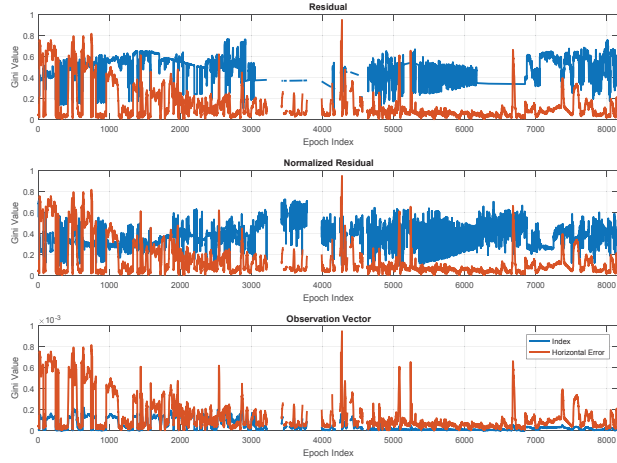 Residual
1
0.8
0.6
0.4
0.2
0
Gini Value
0 1000 2000 3000 4000 5000 6000 7000 8000
Epoch Index
Normalized Residual
1
0.8
0.6
0.4
0.2
0
Gini Value
0 1000 2000 3000 4000 5000 6000 7000 8000
Epoch Index
Observation Vector
× 10⁻³
1
0.8
0.6
0.4
0.2
0
Gini Value
Index
Horizontal Error
0 1000 2000 3000 4000 5000 6000 7000 8000
Epoch Index